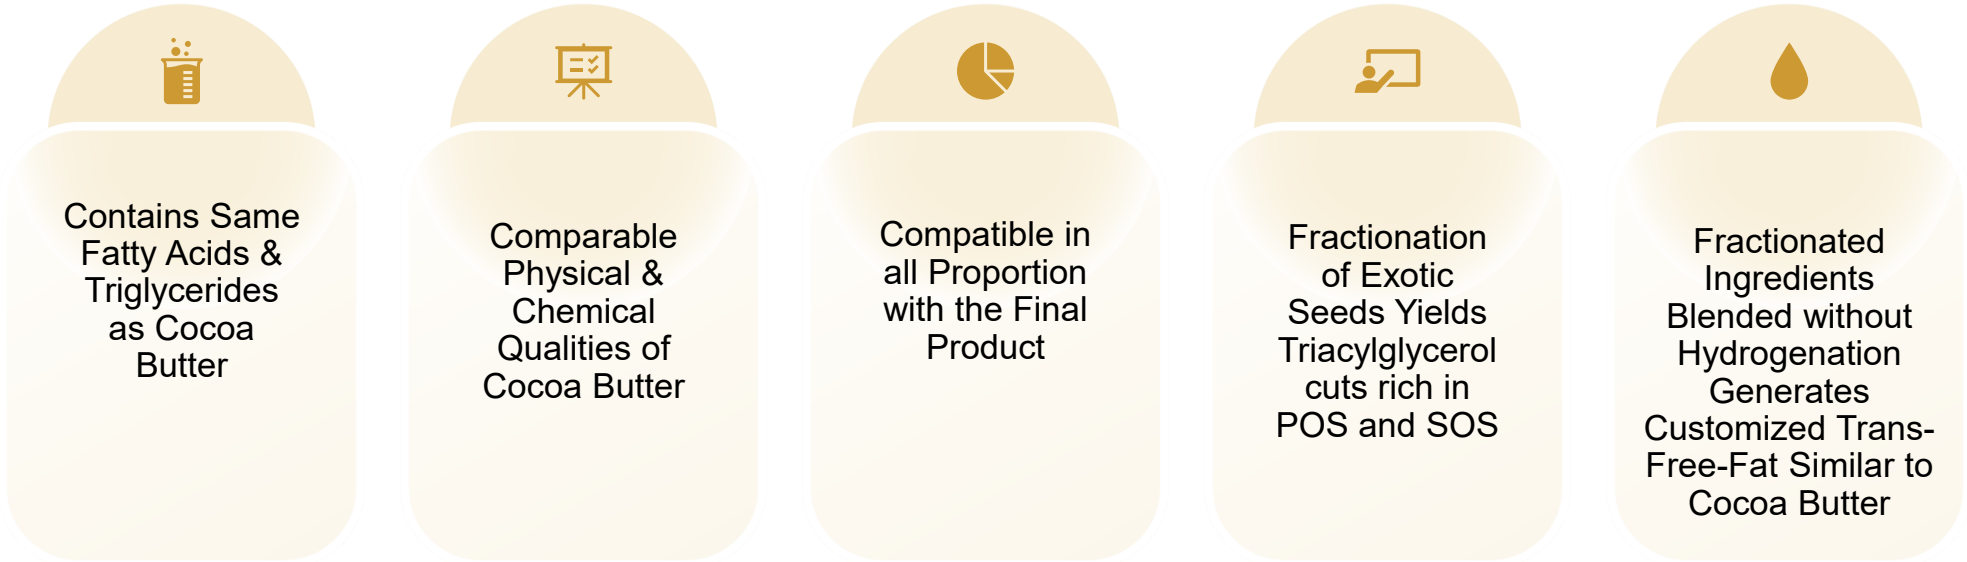 Contains Same
Fatty Acids &
Triglycerides
as Cocoa
Butter
Comparable
Physical &
Chemical
Qualities of
Cocoa Butter
Compatible in
all Proportion
with the Final
Product
Fractionation
of Exotic
Seeds Yields
Triacylglycerol
cuts rich in
POS and SOS
Fractionated
Ingredients
Blended without
Hydrogenation
Generates
Customized Trans-
Free-Fat Similar to
Cocoa Butter